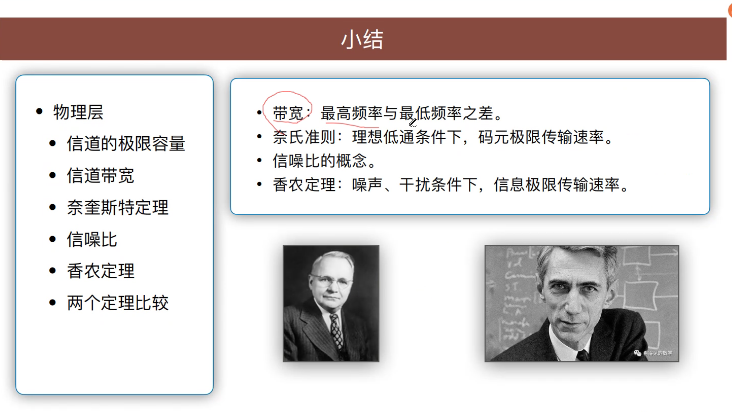 小结
物理层
信道的极限容量
信道带宽
奈奎斯特定理
信噪比
香农定理
两个定理比较
带宽：最高频率与最低频率之差。
奈氏准则：理想低通条件下，码元极限传输速率。
信噪比的概念。
香农定理：噪声、干扰条件下，信息极限传输速率。